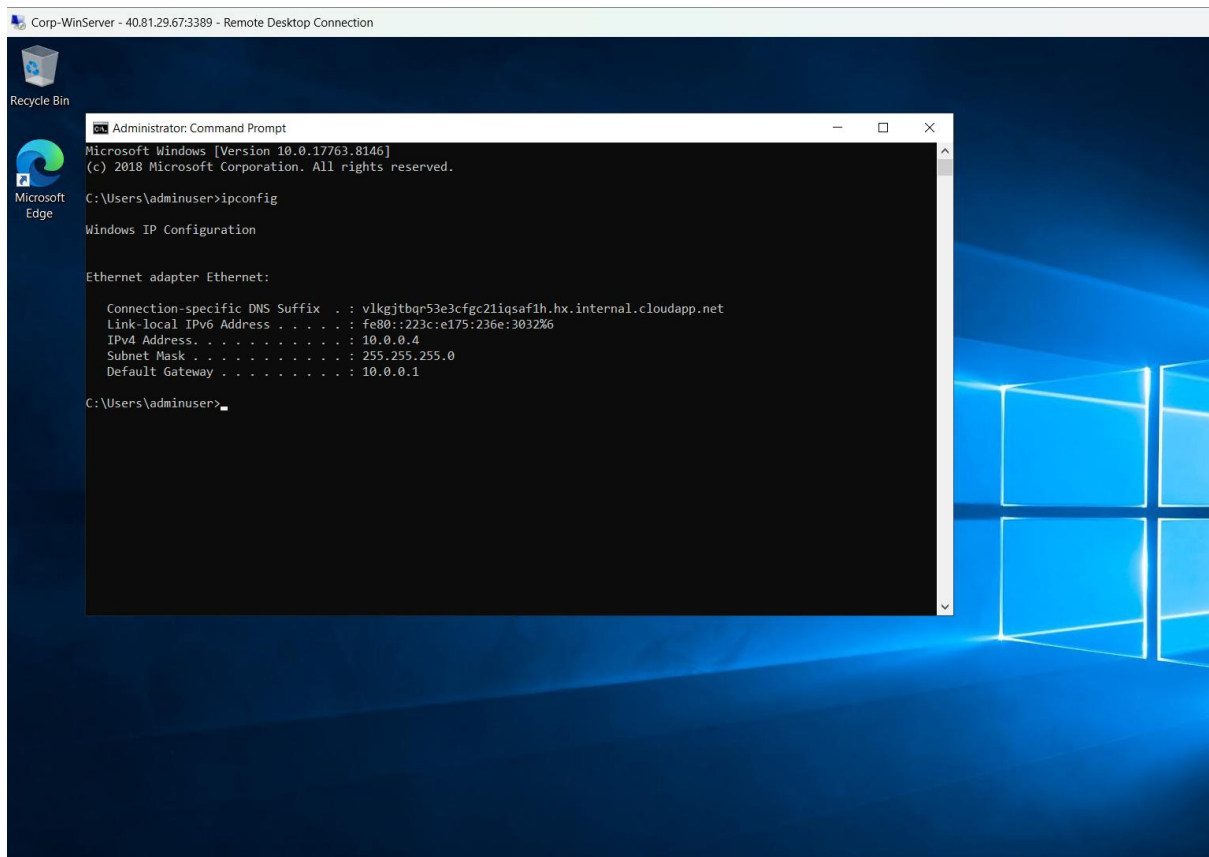 Corp-WinServer - 40.81.29.67:3389 - Remote Desktop Connection
Recycle Bin
Microsoft
Edge
Administrator: Command Prompt
Microsoft Windows [Version 10.0.17763.8146]
(c) 2018 Microsoft Corporation. All rights reserved.
C:\Users\adminuser>ipconfig
Windows IP Configuration
Ethernet adapter Ethernet:
Connection-specific DNS Suffix  . : vlkgjtbqr53e3cfgc21iqsaf1h.hx.internal.cloudapp.net
Link-local IPv6 Address . . . . . : fe80::223c:e175:236e:3032%6
IPv4 Address. . . . . . . . . . . : 10.0.0.4
Subnet Mask . . . . . . . . . . . : 255.255.255.0
Default Gateway . . . . . . . . . : 10.0.0.1
C:\Users\adminuser>